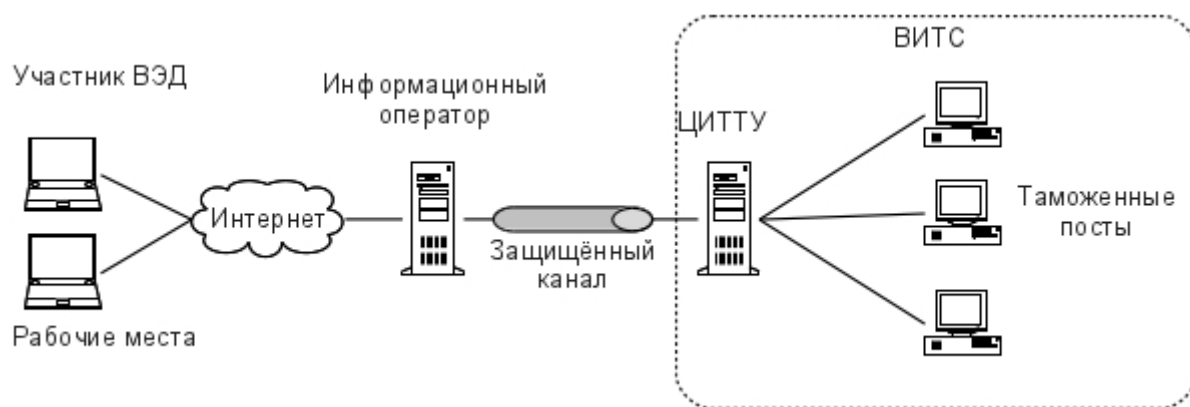 ВИТС
Участник ВЭД
Информационный
оператор
ЦИТТУ
Интернет
Таможенные
посты
Защищённый
канал
Рабочие места